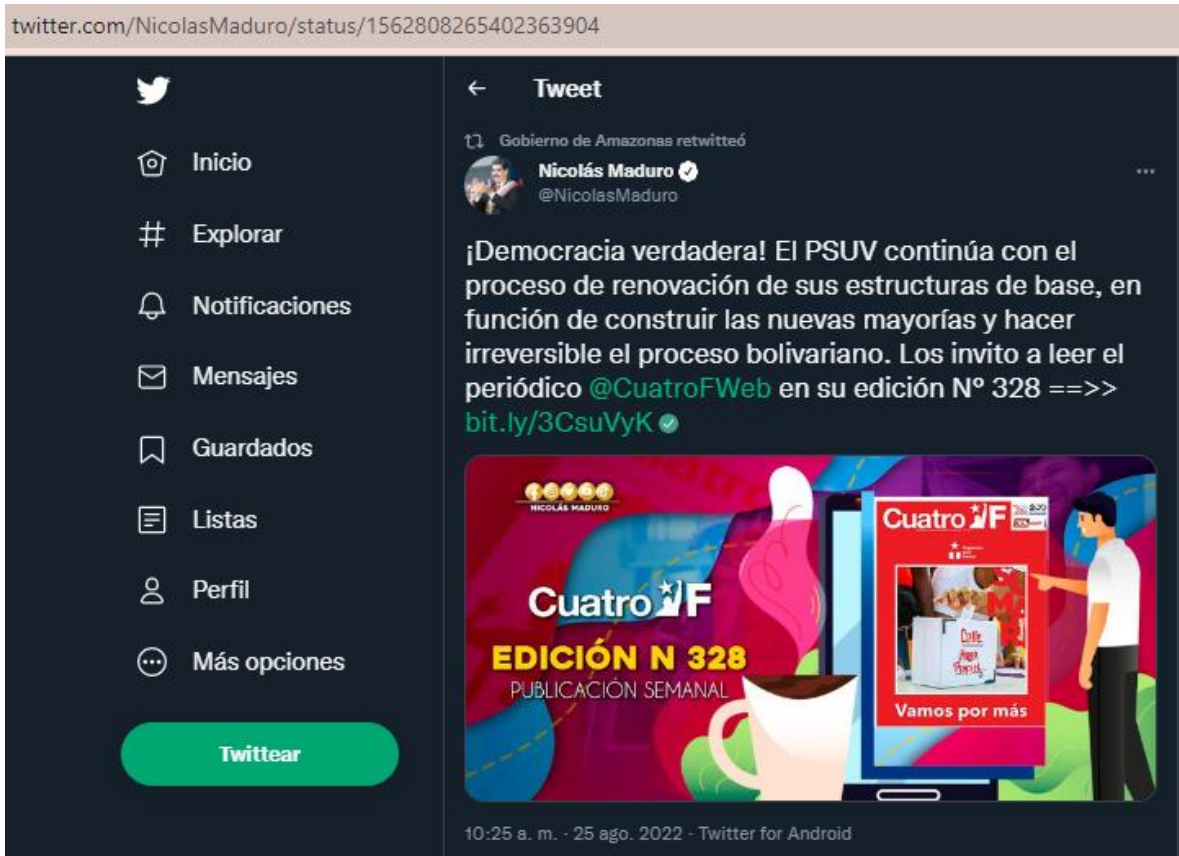 twitter.com/NicolasMaduro/status/1562808265402363904
Inicio
Explorar
Notificaciones
Mensajes
Guardados
Listas
Perfil
Más opciones
Twittear
Tweet
Gobierno de Amazonas retwitteó
Nicolás Maduro
@NicolasMaduro
¡Democracia verdadera! El PSUV continúa con el
proceso de renovación de sus estructuras de base, en
función de construir las nuevas mayorías y hacer
irreversible el proceso bolivariano. Los invito a leer el
periódico @CuatroFWeb en su edición Nº 328 ==>>
bit.ly/3CsuVyK
NICOLÁS MADURO
Cuatro F
EDICIÓN N 328
PUBLICACIÓN SEMANAL
Cuatro F
200
Calle
Vamos por más
10:25 a. m. · 25 ago. 2022 · Twitter for Android